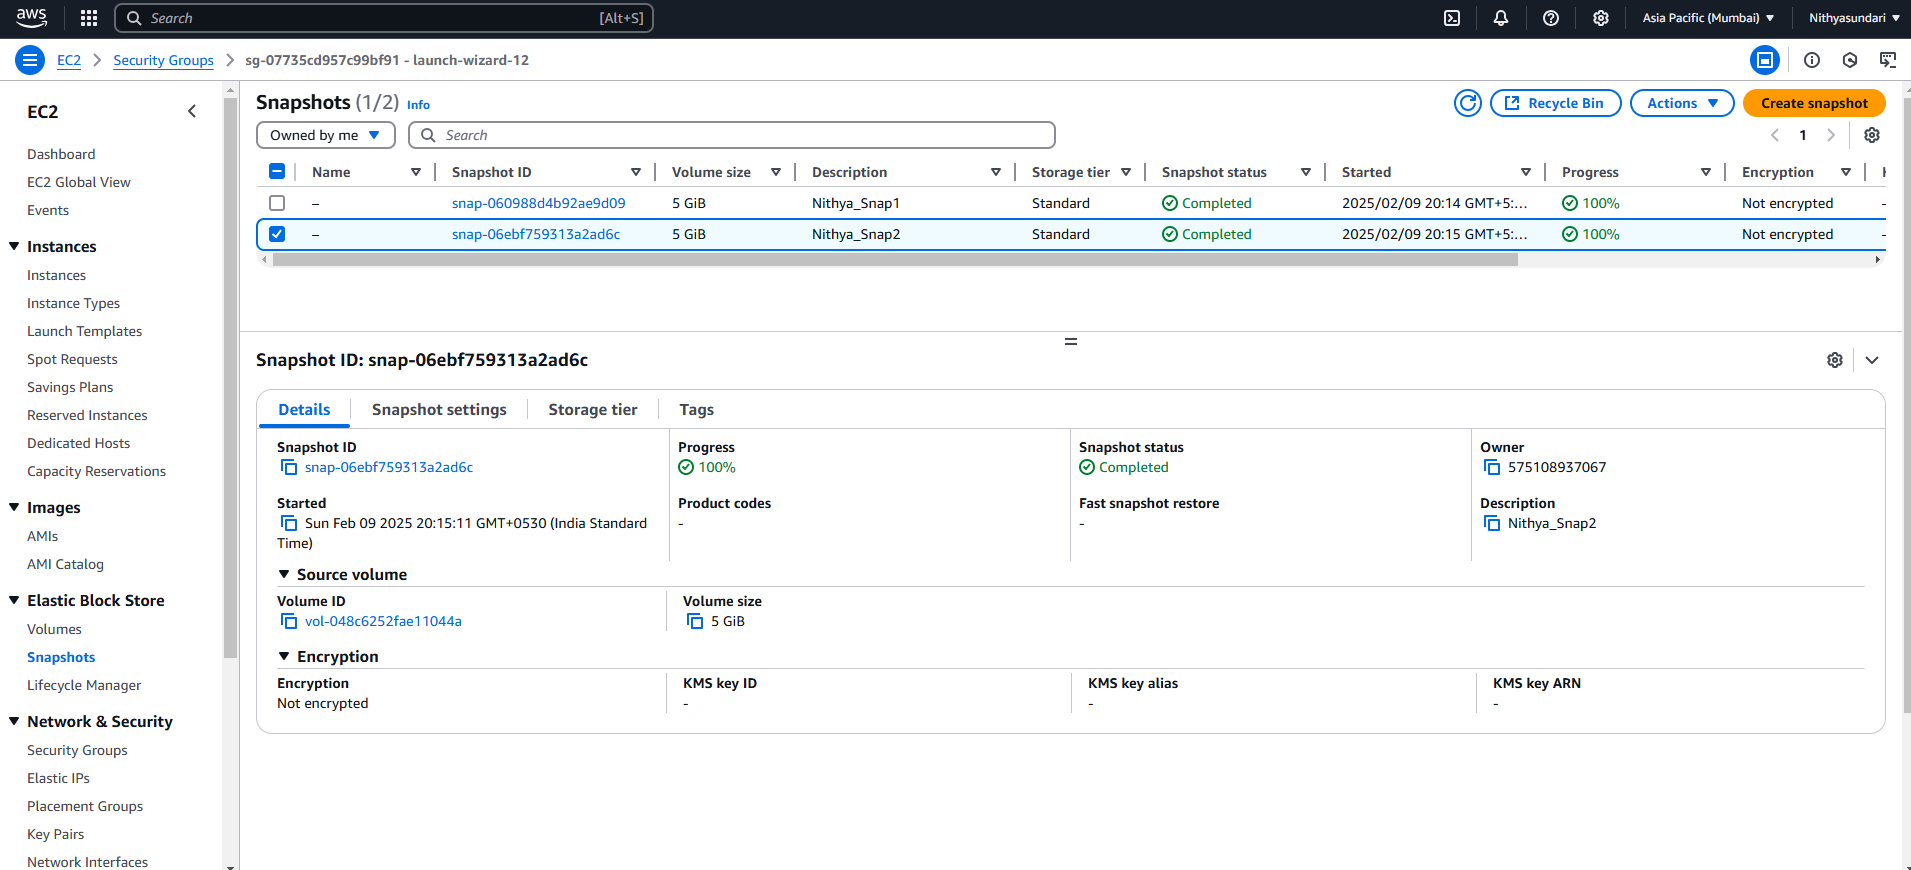 aws
Search [Alt+S]
Asia Pacific (Mumbai)
Nithyasundari
EC2
Security Groups
sg-07735cd957c99bf91 - launch-wizard-12
EC2
Dashboard
EC2 Global View
Events
Instances
Instances
Instance Types
Launch Templates
Spot Requests
Savings Plans
Reserved Instances
Dedicated Hosts
Capacity Reservations
Images
AMIs
AMI Catalog
Elastic Block Store
Volumes
Snapshots
Lifecycle Manager
Network & Security
Security Groups
Elastic IPs
Placement Groups
Key Pairs
Network Interfaces
Snapshots (1/2) Info
Recycle Bin
Actions
Create snapshot
Owned by me
Search
1
Name Snapshot ID Volume size Description Storage tier Snapshot status Started Progress Encryption
– snap-060988d4b92ae9d09 5 GiB Nithya_Snap1 Standard Completed 2025/02/09 20:14 GMT+5:... 100% Not encrypted –
– snap-06ebf759313a2ad6c 5 GiB Nithya_Snap2 Standard Completed 2025/02/09 20:15 GMT+5:... 100% Not encrypted –
Snapshot ID: snap-06ebf759313a2ad6c
Details Snapshot settings Storage tier Tags
Snapshot ID
snap-06ebf759313a2ad6c
Progress
100%
Snapshot status
Completed
Owner
575108937067
Started
Sun Feb 09 2025 20:15:11 GMT+0530 (India Standard
Time)
Product codes
-
Fast snapshot restore
-
Description
Nithya_Snap2
Source volume
Volume ID
vol-048c6252fae11044a
Volume size
5 GiB
Encryption
Encryption
Not encrypted
KMS key ID
-
KMS key alias
-
KMS key ARN
-